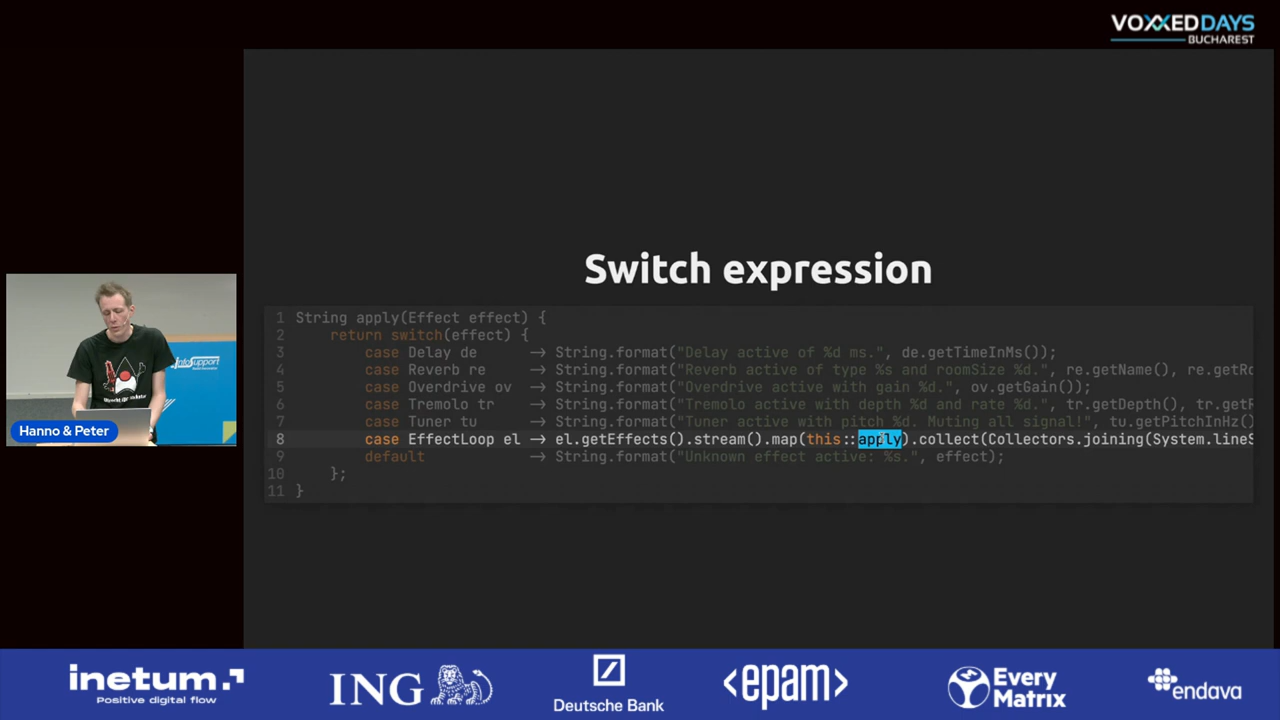 VOXXED DAYS
BUCHAREST
Switch expression
1 String apply(Effect effect) {
2     return switch(effect) {
3         case Delay de      -> String.format("Delay active of %d ms.", de.getTimeInMs());
4         case Reverb re     -> String.format("Reverb active of type %s and roomSize %d.", re.getName(), re.getRo
5         case Overdrive ov  -> String.format("Overdrive active with gain %d.", ov.getGain());
6         case Tremolo tr    -> String.format("Tremolo active with depth %d and rate %d.", tr.getDepth(), tr.getR
7         case Tuner tu      -> String.format("Tuner active with pitch %d. Muting all signal!", tu.getPitchInHz()
8         case EffectLoop el -> el.getEffects().stream().map(this::apply).collect(Collectors.joining(System.lineS
9         default            -> String.format("Unknown effect active: %s.", effect);
10     };
11 }
infoSupport
Hanno & Peter
inetum.
Positive digital flow
ING
Deutsche Bank
<epam>
Every
Matrix
endava